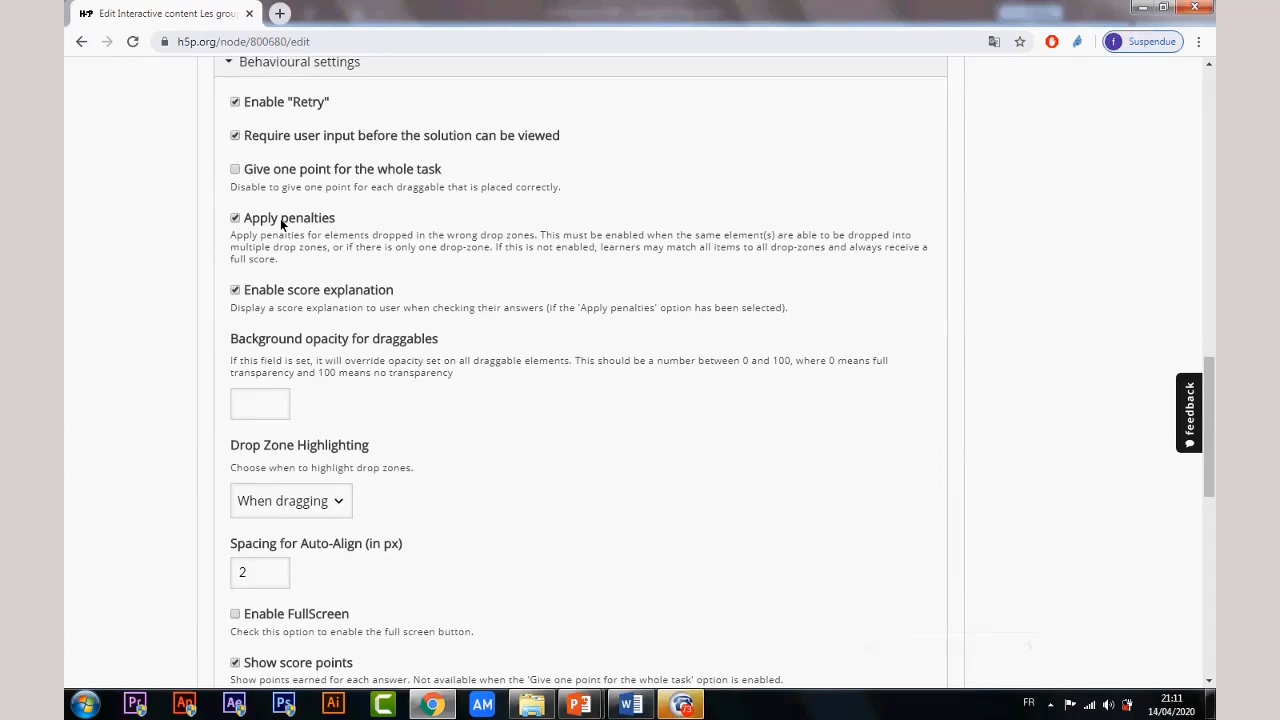 H-P Edit Interactive content Les grou
h5p.org/node/800680/edit
f Suspendue
Behavioural settings
Enable "Retry"
Require user input before the solution can be viewed
Give one point for the whole task
Disable to give one point for each draggable that is placed correctly.
Apply penalties
Apply penalties for elements dropped in the wrong drop zones. This must be enabled when the same element(s) are able to be dropped into
multiple drop zones, or if there is only one drop-zone. If this is not enabled, learners may match all items to all drop-zones and always receive a
full score.
Enable score explanation
Display a score explanation to user when checking their answers (if the 'Apply penalties' option has been selected).
Background opacity for draggables
If this field is set, it will override opacity set on all draggable elements. This should be a number between 0 and 100, where 0 means full
transparency and 100 means no transparency
feedback
Drop Zone Highlighting
Choose when to highlight drop zones.
When dragging
Spacing for Auto-Align (in px)
2
Enable FullScreen
Check this option to enable the full screen button.
Show score points
Show points earned for each answer. Not available when the 'Give one point for the whole task' option is enabled.
Pr An Ae Ps Ai C AM P W FR 21:11
14/04/2020